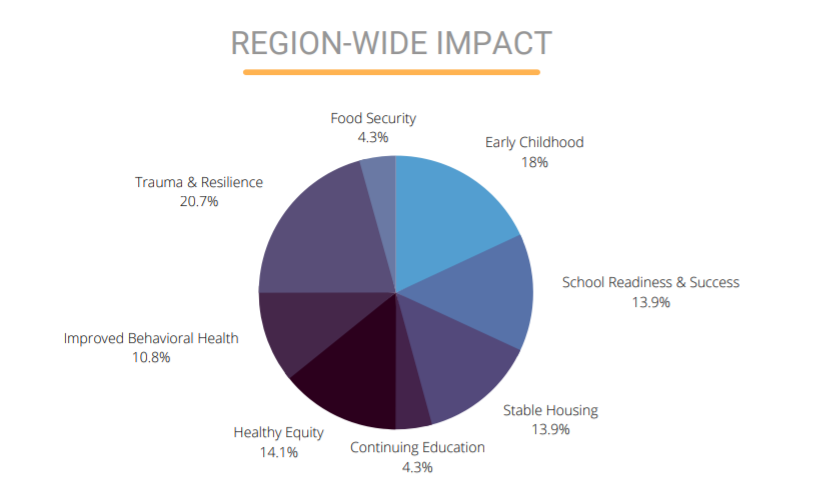 REGION-WIDE IMPACT
Food Security
4.3%
Early Childhood
18%
Trauma & Resilience
20.7%
School Readiness & Success
13.9%
Improved Behavioral Health
10.8%
Stable Housing
13.9%
Healthy Equity
14.1%
Continuing Education
4.3%